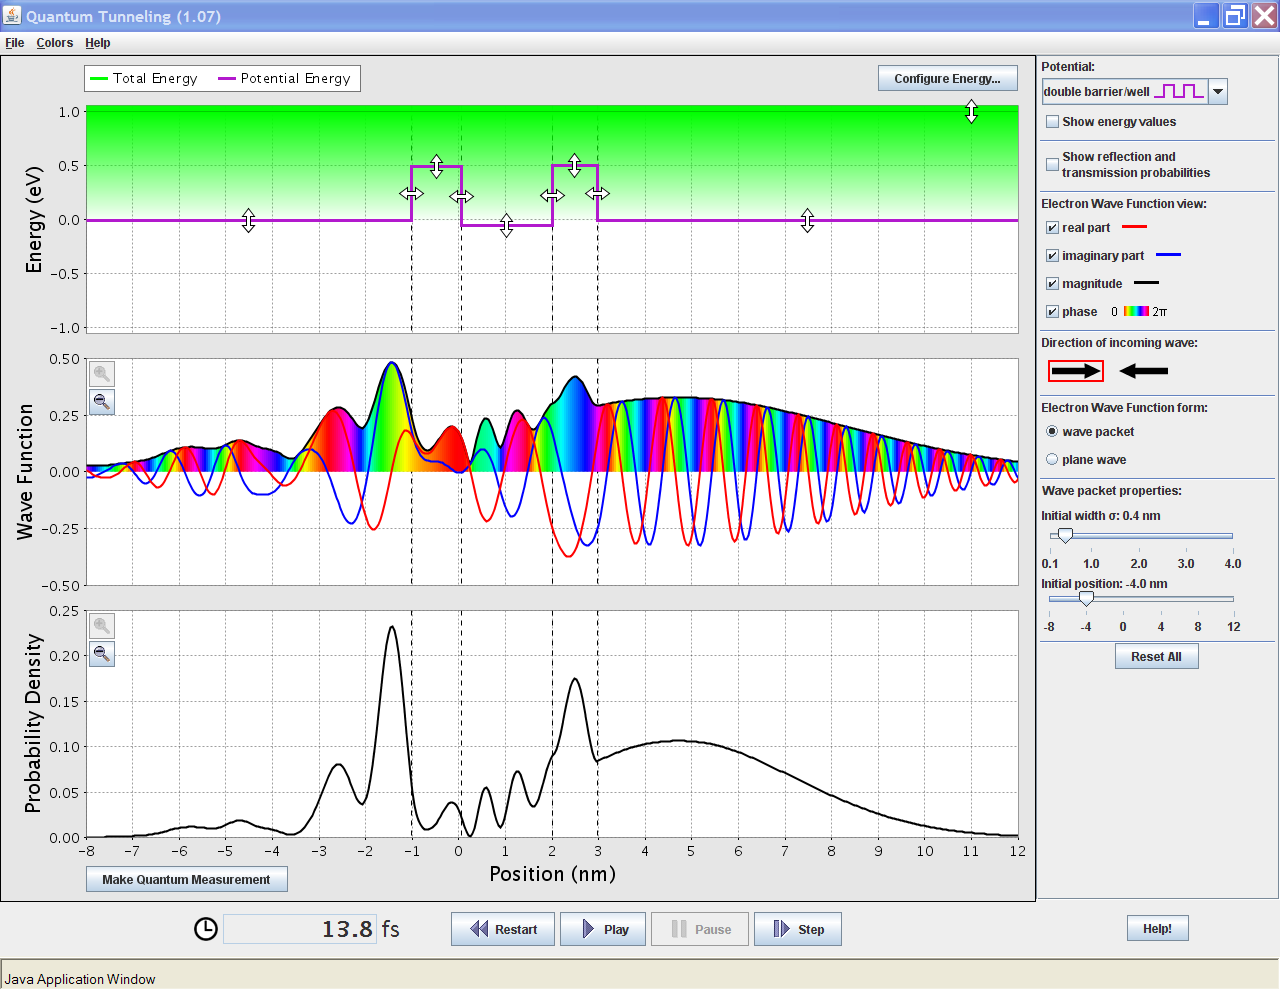 Quantum Tunneling (1.07)
File Colors Help
Total Energy Potential Energy
Configure Energy...
Energy (eV)
1.0
0.5
0.0
−0.5
−1.0
Wave Function
0.50
0.25
0.00
−0.25
−0.50
Probability Density
0.25
0.20
0.15
0.10
0.05
0.00
−8 −7 −6 −5 −4 −3 −2 −1 0 1 2 3 4 5 6 7 8 9 10 11 12
Position (nm)
Make Quantum Measurement
Potential:
double barrier/well
Show energy values
Show reflection and
transmission probabilities
Electron Wave Function view:
real part
imaginary part
magnitude
phase 0 2π
Direction of incoming wave:
Electron Wave Function form:
wave packet
plane wave
Wave packet properties:
Initial width σ: 0.4 nm
0.1 1.0 2.0 3.0 4.0
Initial position: -4.0 nm
-8 -4 0 4 8 12
Reset All
13.8 fs
Restart Play Pause Step
Help!
Java Application Window